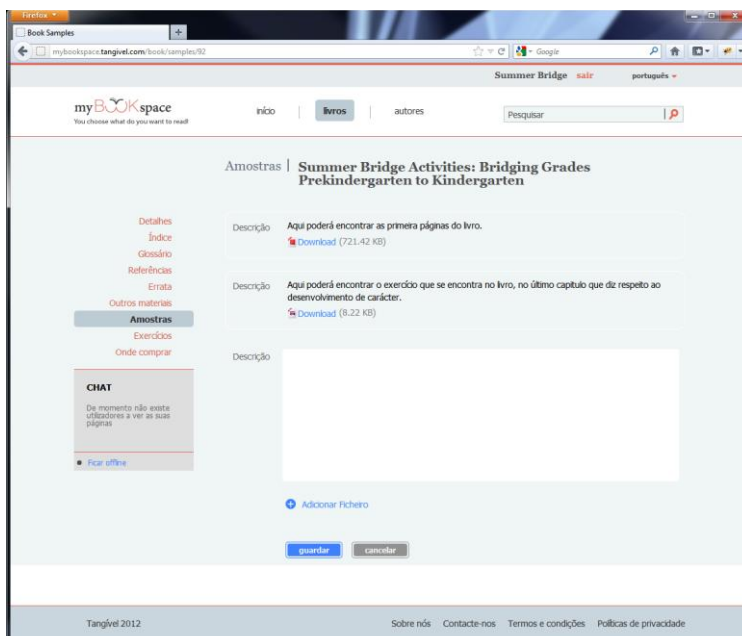 Firefox
Book Samples
mybookspace.tangivel.com/book/samples/92
Google
Summer Bridge sair português
myBOOKspace
You choose what do you want to read!
início | livros | autores
Pesquisar
Amostras | Summer Bridge Activities: Bridging Grades
Prekindergarten to Kindergarten
Detalhes
Índice
Glossário
Referências
Errata
Outros materiais
Amostras
Exercícios
Onde comprar
CHAT
De momento não existe
utilizadores a ver as suas
páginas
Ficar offline
Descrição
Aqui poderá encontrar as primeira páginas do livro.
Download (721.42 KB)
Descrição
Aqui poderá encontrar o exercício que se encontra no livro, no último capítulo que diz respeito ao
desenvolvimento de carácter.
Download (8.22 KB)
Descrição
Adicionar Ficheiro
guardar cancelar
Tangível 2012
Sobre nós Contacte-nos Termos e condições Políticas de privacidade